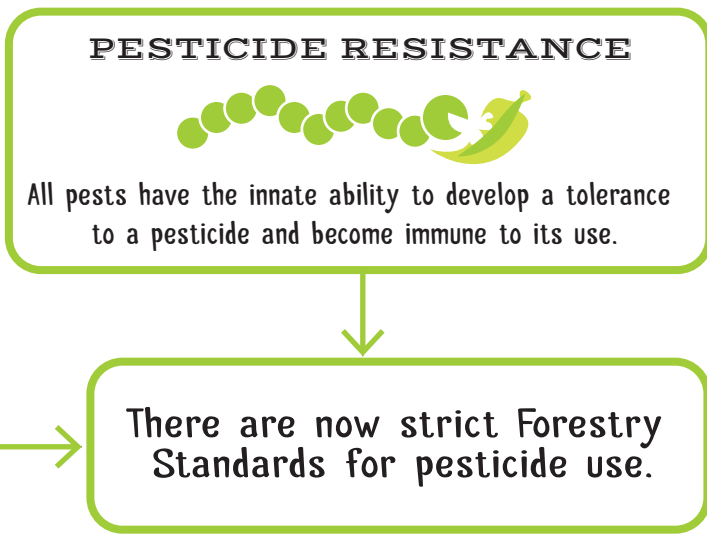 PESTICIDE RESISTANCE
All pests have the innate ability to develop a tolerance
to a pesticide and become immune to its use.
There are now strict Forestry
Standards for pesticide use.